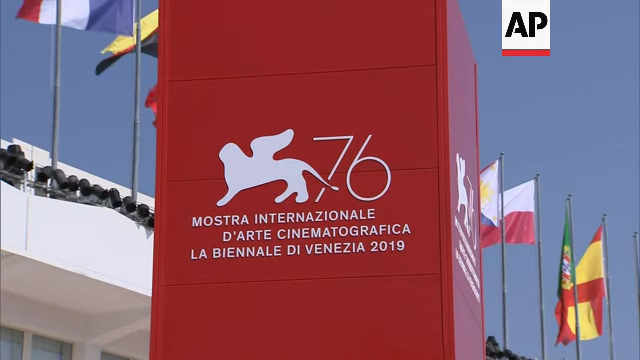 AP
76
MOSTRA INTERNAZIONALE
D'ARTE CINEMATOGRAFICA
LA BIENNALE DI VENEZIA 2019